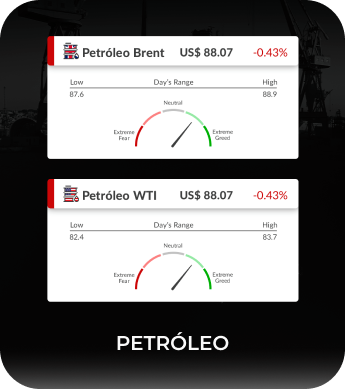 Petróleo Brent US$ 88.07 -0.43%
Low Day's Range High
87.6 88.9
Neutral
Extreme Fear Extreme Greed
Petróleo WTI US$ 88.07 -0.43%
Low Day's Range High
82.4 83.7
Neutral
Extreme Fear Extreme Greed
PETRÓLEO